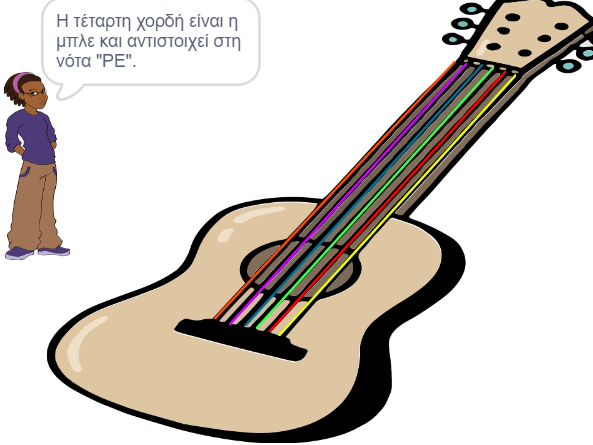 Η τέταρτη χορδή είναι η
μπλε και αντιστοιχεί στη
νότα "ΡΕ".